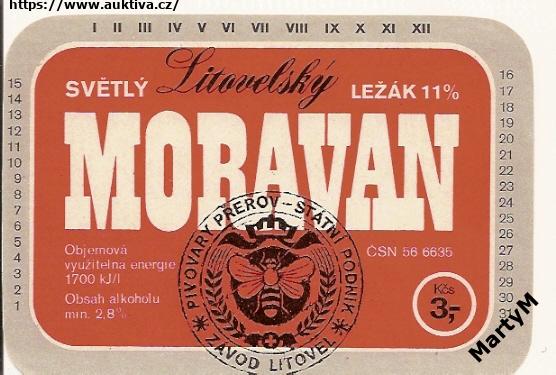 https://www.auktiva.cz/
I II III IV V VI VII VIII IX X XI XII
SVĚTLÝ Litovelský LEŽÁK 11%
MORAVAN
15
14
13
12
11
10
9
8
7
6
5
4
3
2
1
16
17
18
19
20
21
22
23
24
25
26
27
28
29
30
31
Objemová
využitelna energie
1700 kJ/l
Obsah alkoholu
min. 2,8%
PIVOVARY PŘEROV - STÁTNÍ PODNIK
ZÁVOD LITOVEL
ČSN 56 6635
Kčs
3,-
MartyM